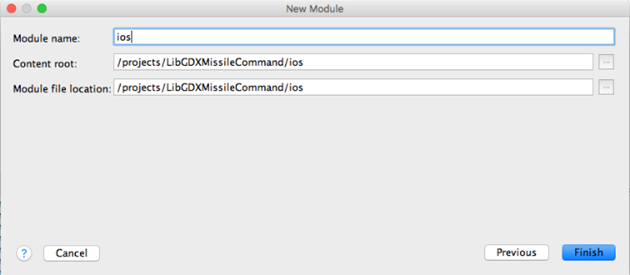 New Module
Module name: ios
Content root: /projects/LibGDXMissileCommand/ios ...
Module file location: /projects/LibGDXMissileCommand/ios ...
? Cancel Previous Finish